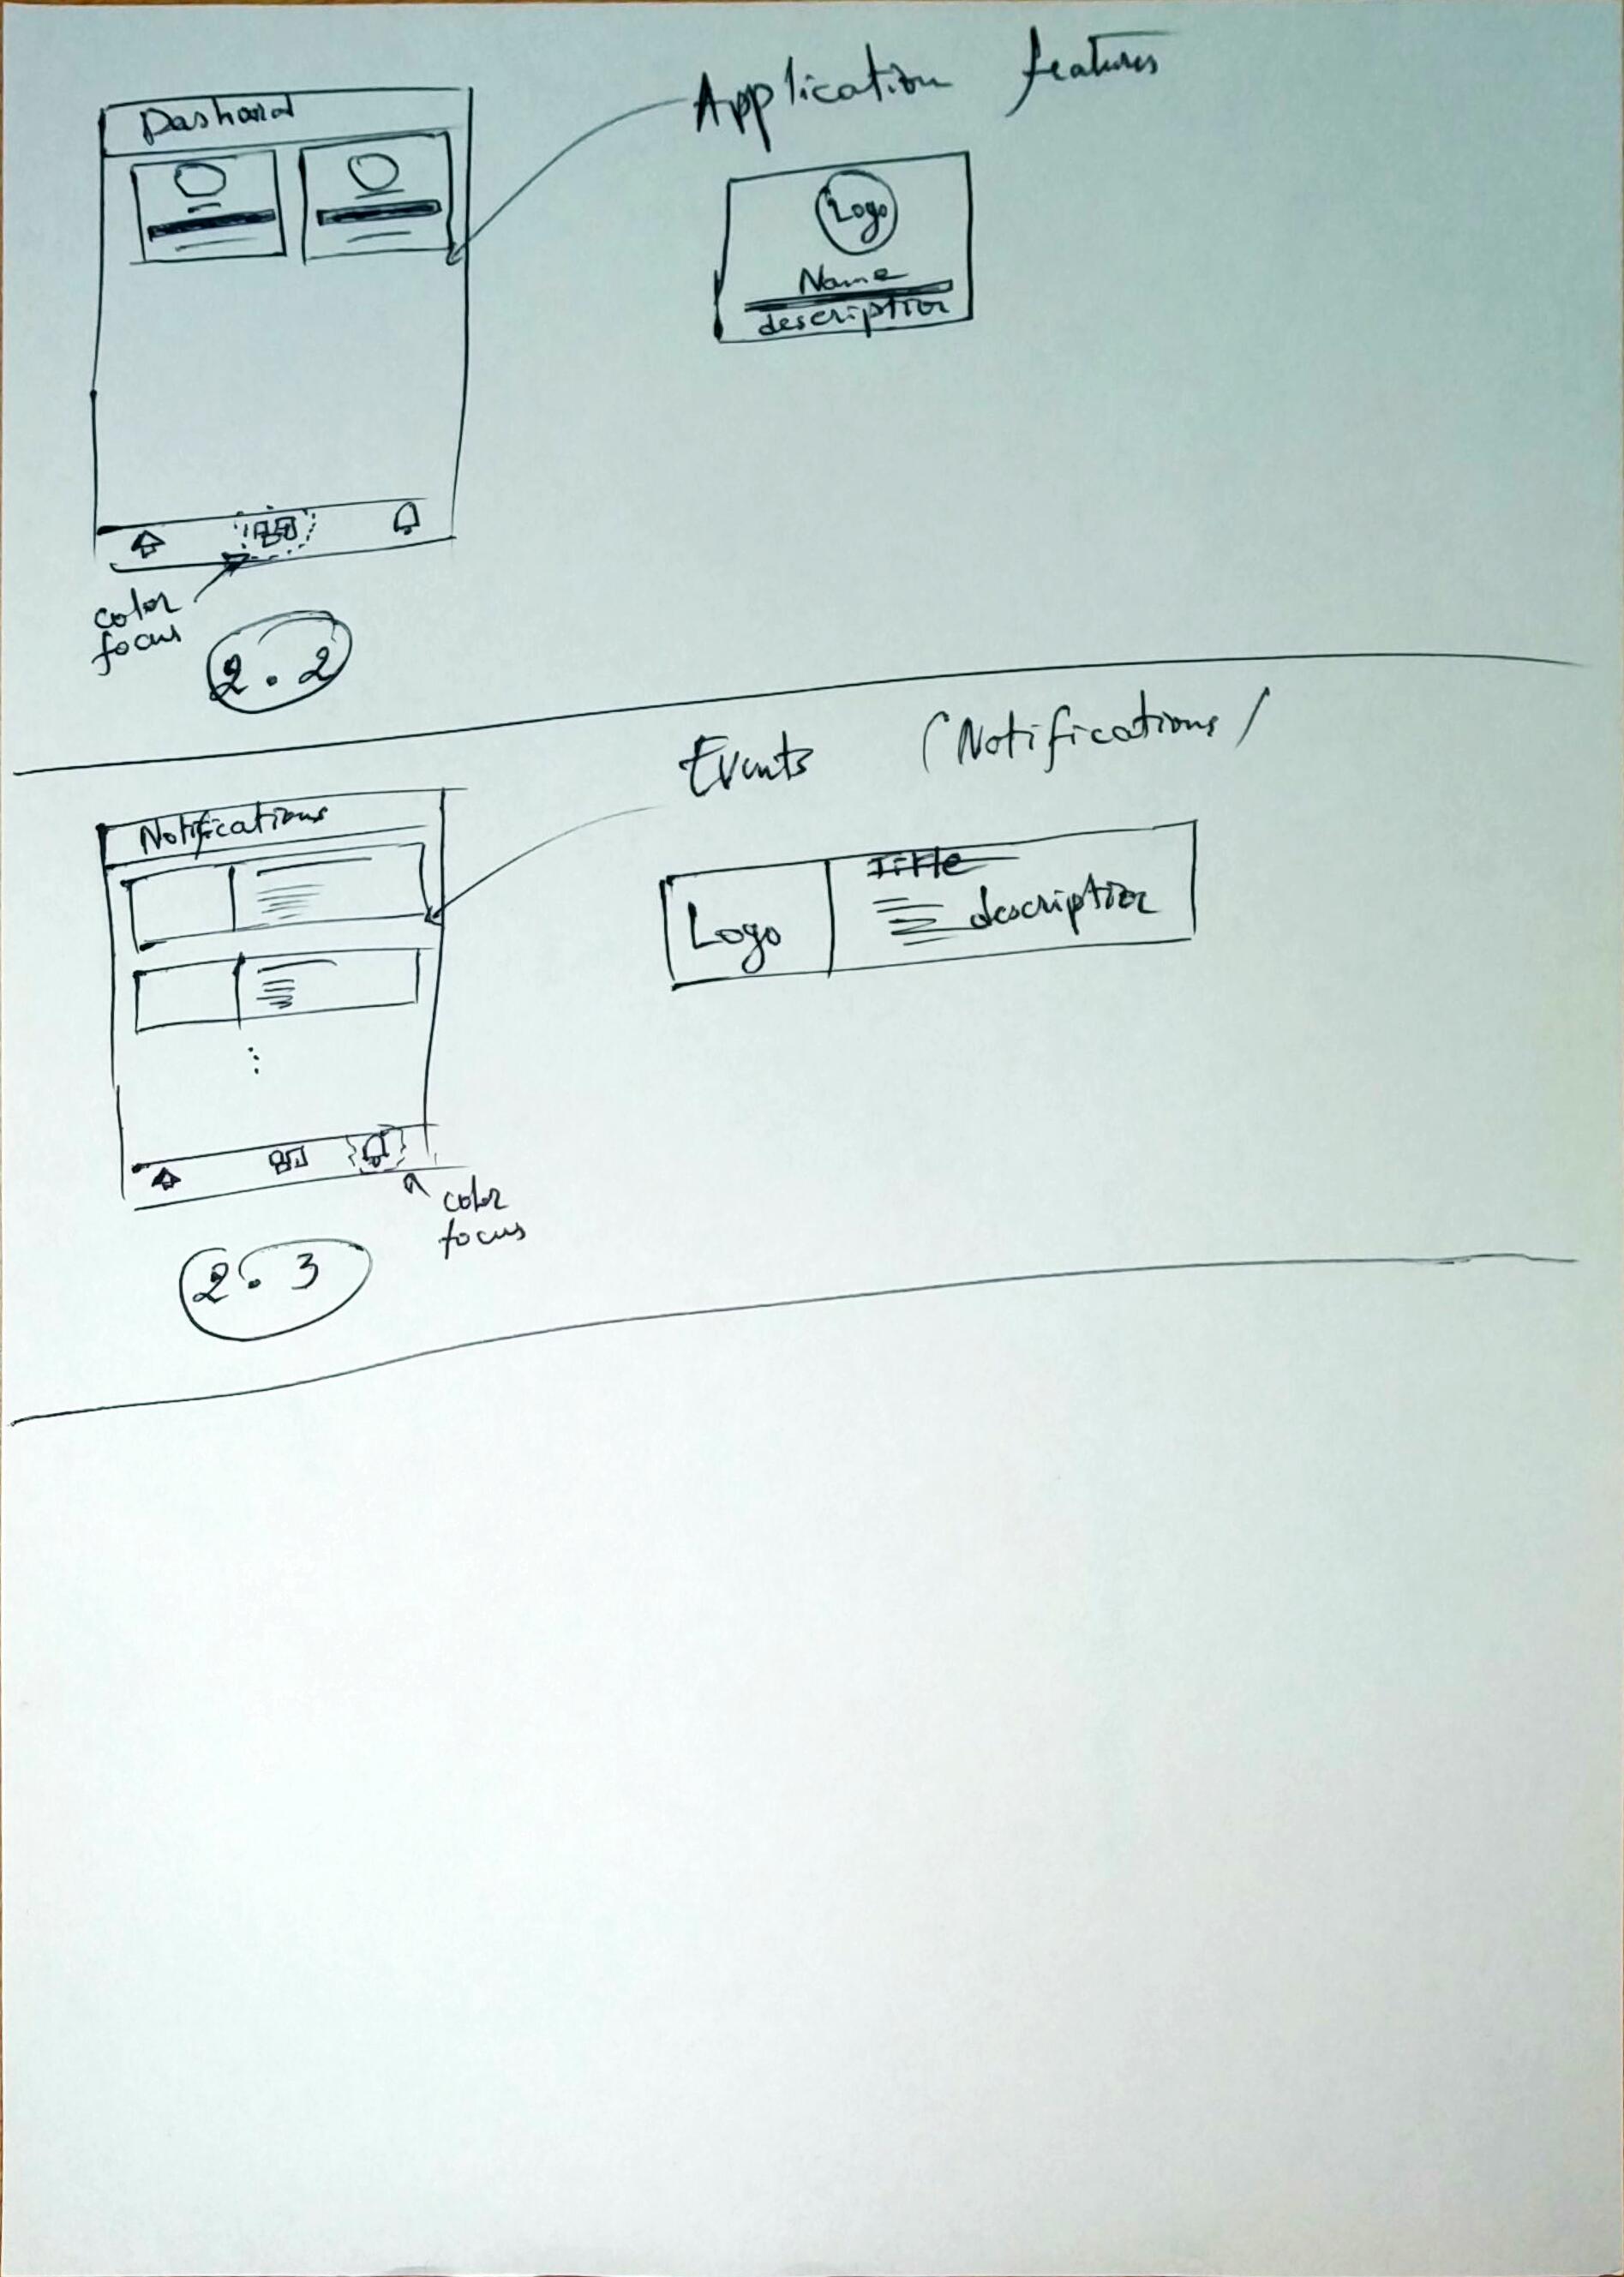 Application features
Dashboard
Logo
Name
description
color
focus
2.2
Events (Notifications)
Notifications
Title
description
Logo
color
focus
2.3